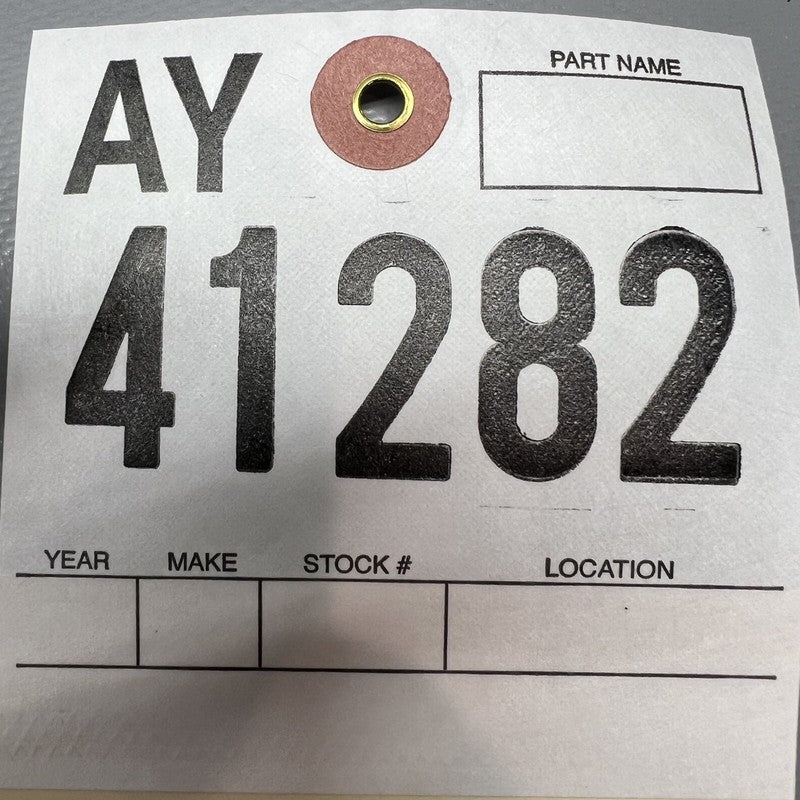 AY
PART NAME
41282
YEAR MAKE STOCK # LOCATION